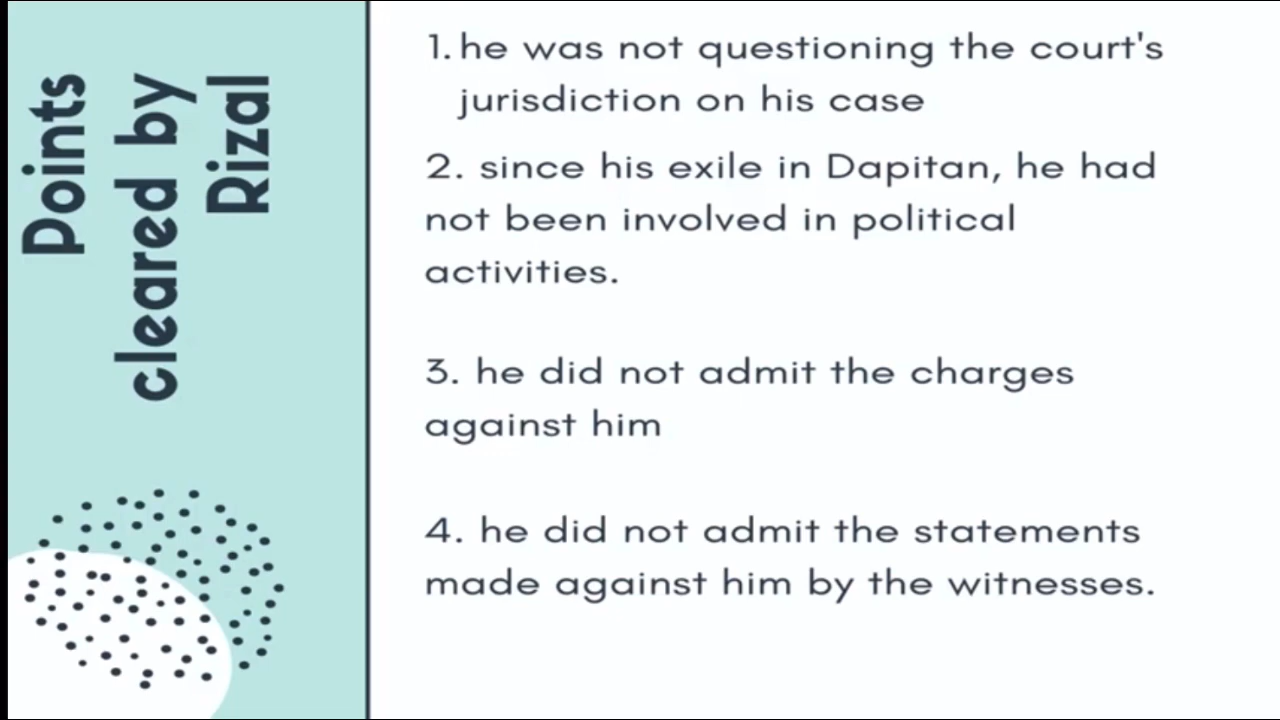 Points
cleared by
Rizal
1. he was not questioning the court's
jurisdiction on his case
2. since his exile in Dapitan, he had
not been involved in political
activities.
3. he did not admit the charges
against him
4. he did not admit the statements
made against him by the witnesses.